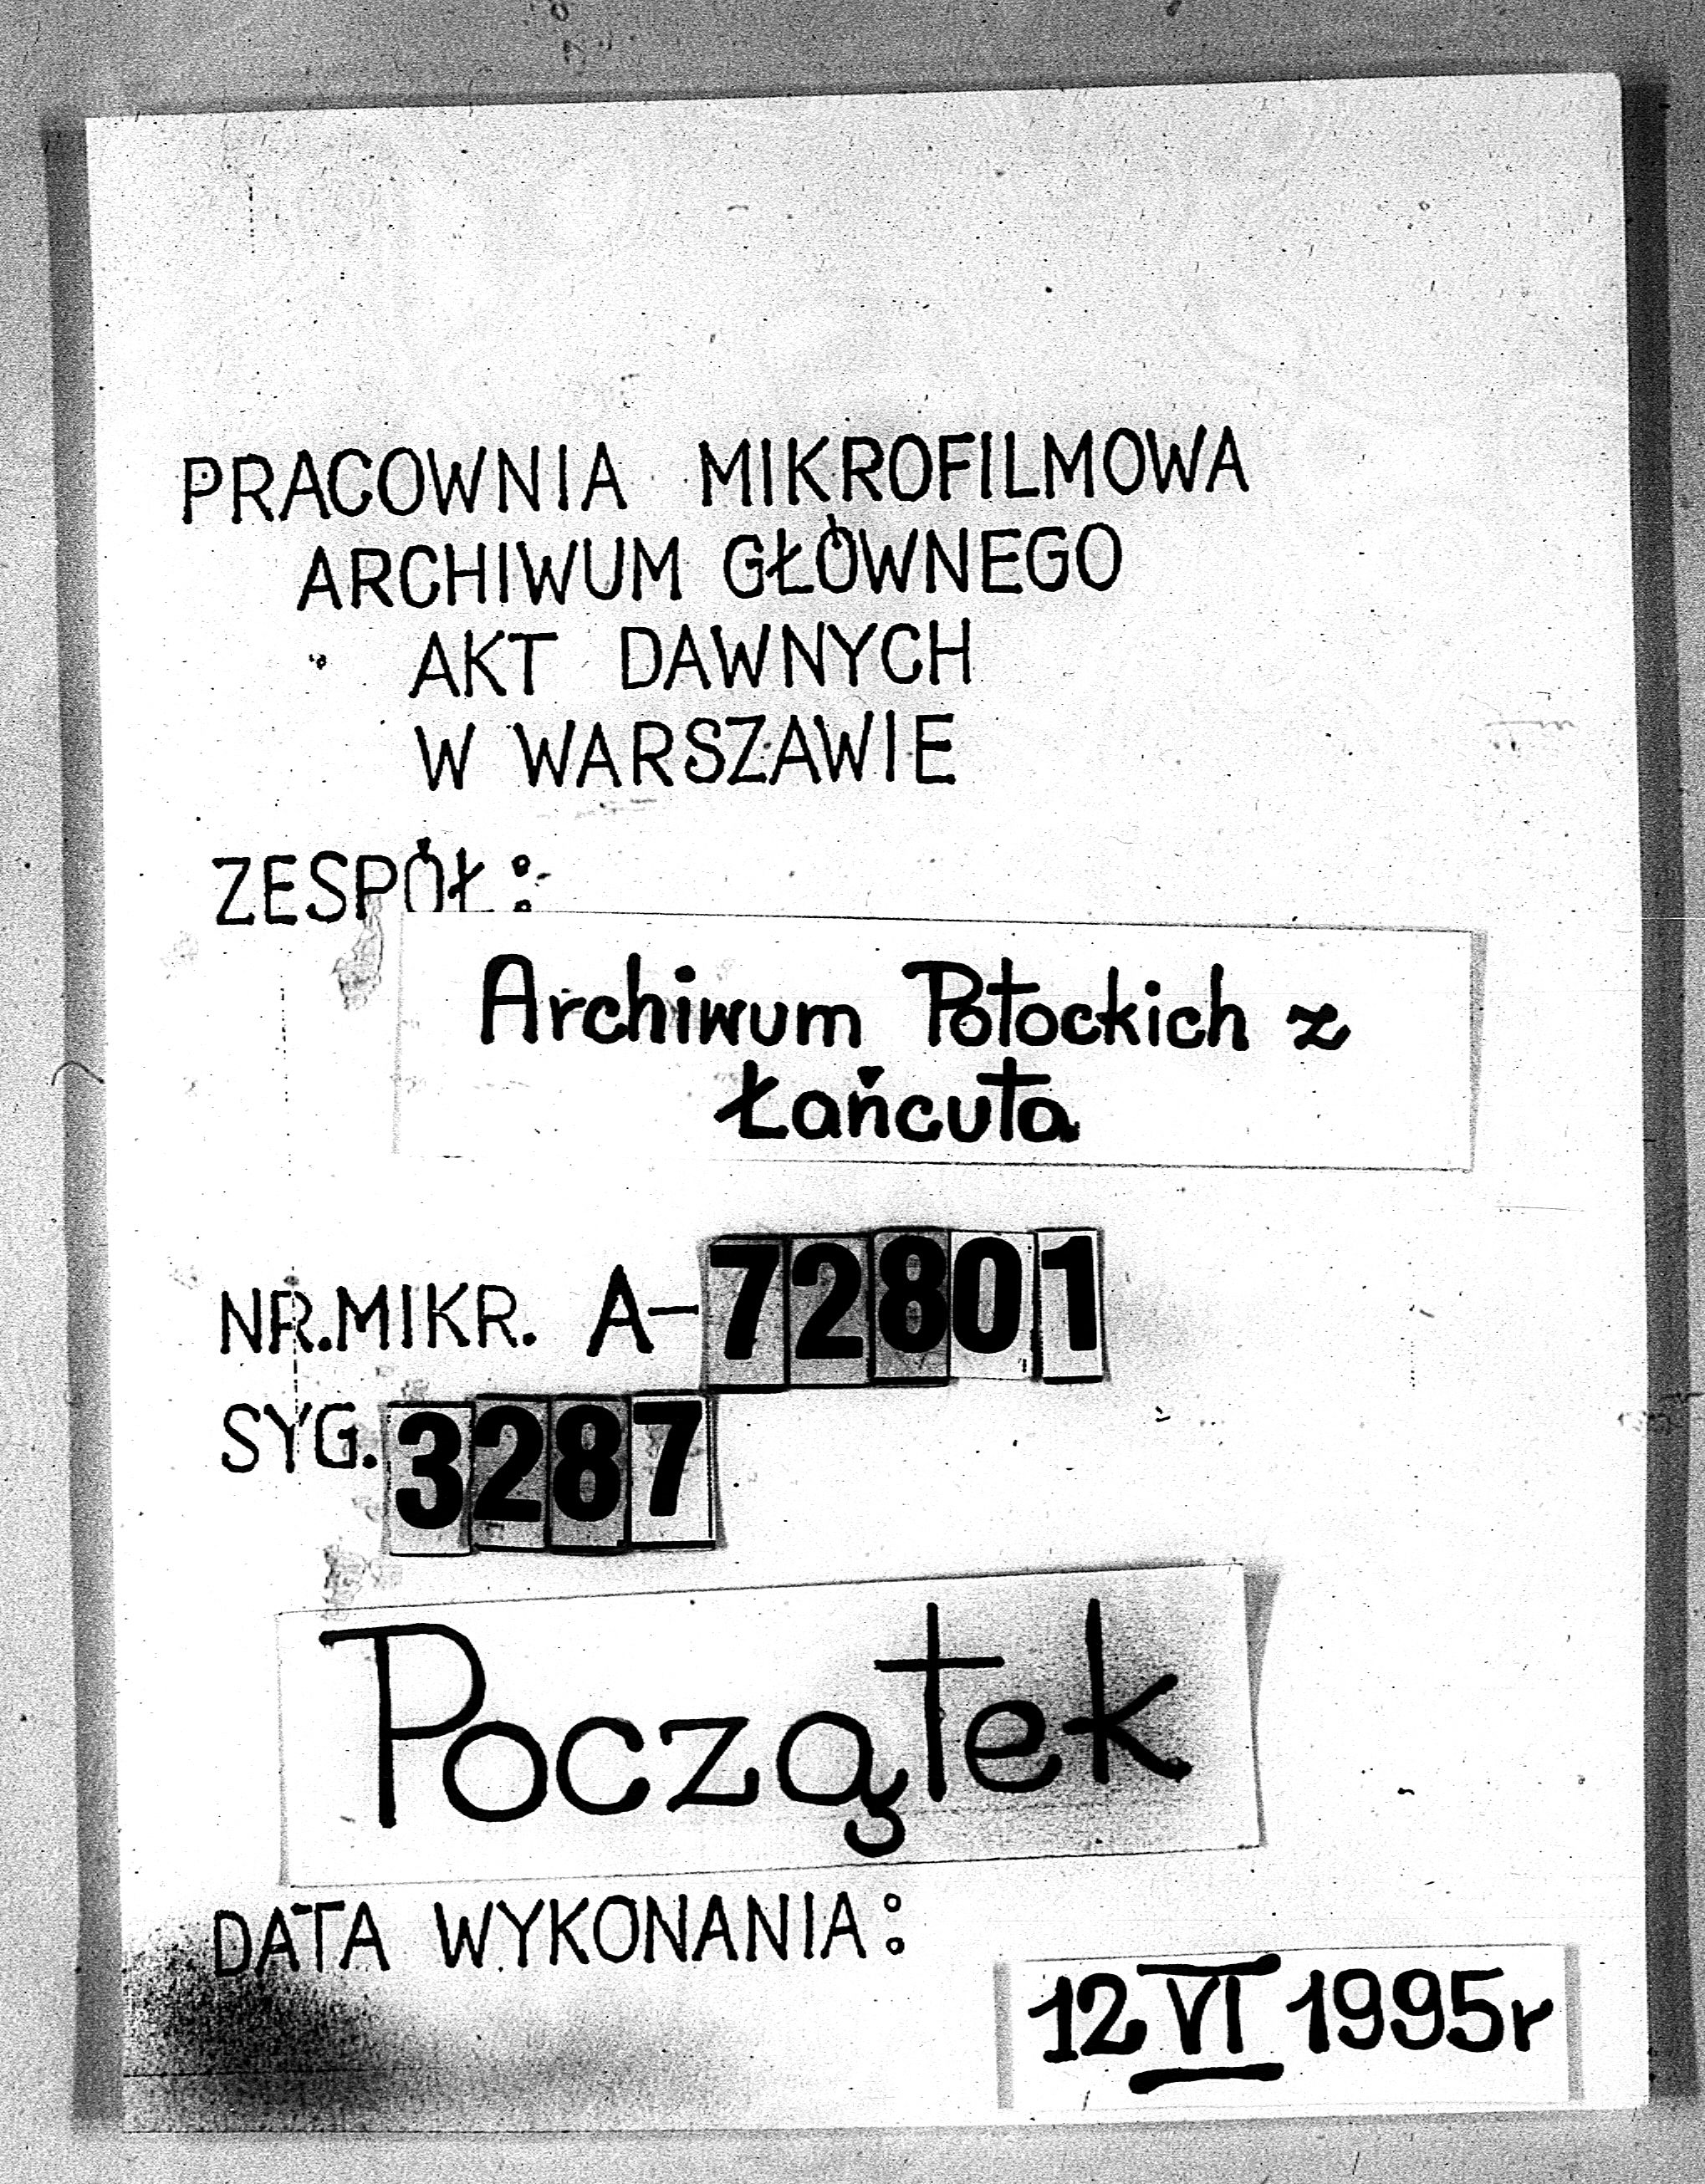 PRACOWNIA MIKROFILMOWA
ARCHIWUM GŁÓWNEGO
AKT DAWNYCH
W WARSZAWIE
ZESPÓŁ:
Archiwum Potockich z
Łańcuta
NR.MIKR. A-72801
SYG. 3287
Początek
DATA WYKONANIA:
12 VI 1995r